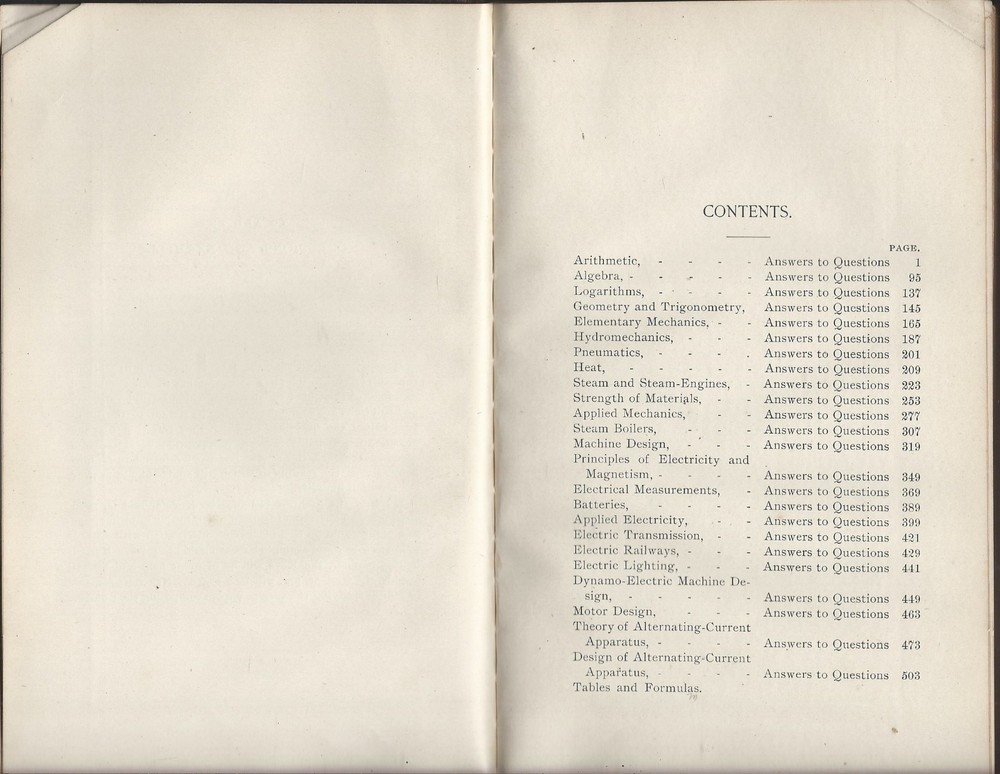 CONTENTS.
PAGE.
Arithmetic, - - - - Answers to Questions 1
Algebra, - - - - - Answers to Questions 95
Logarithms, - - - - Answers to Questions 137
Geometry and Trigonometry, Answers to Questions 145
Elementary Mechanics, - - Answers to Questions 165
Hydromechanics, - - - Answers to Questions 187
Pneumatics, - - - . Answers to Questions 201
Heat, - - - - - Answers to Questions 209
Steam and Steam-Engines, - Answers to Questions 223
Strength of Materials, - - Answers to Questions 253
Applied Mechanics, - - Answers to Questions 277
Steam Boilers, - - - Answers to Questions 307
Machine Design, - - - Answers to Questions 319
Principles of Electricity and
Magnetism, - - - - Answers to Questions 349
Electrical Measurements, - Answers to Questions 369
Batteries, - - - - Answers to Questions 389
Applied Electricity, - - Answers to Questions 399
Electric Transmission, - - Answers to Questions 421
Electric Railways, - - - Answers to Questions 429
Electric Lighting, - - - Answers to Questions 441
Dynamo-Electric Machine De-
sign, - - - - - Answers to Questions 449
Motor Design, - - - Answers to Questions 463
Theory of Alternating-Current
Apparatus, - - - - Answers to Questions 473
Design of Alternating-Current
Apparatus, - - - - Answers to Questions 503
Tables and Formulas.